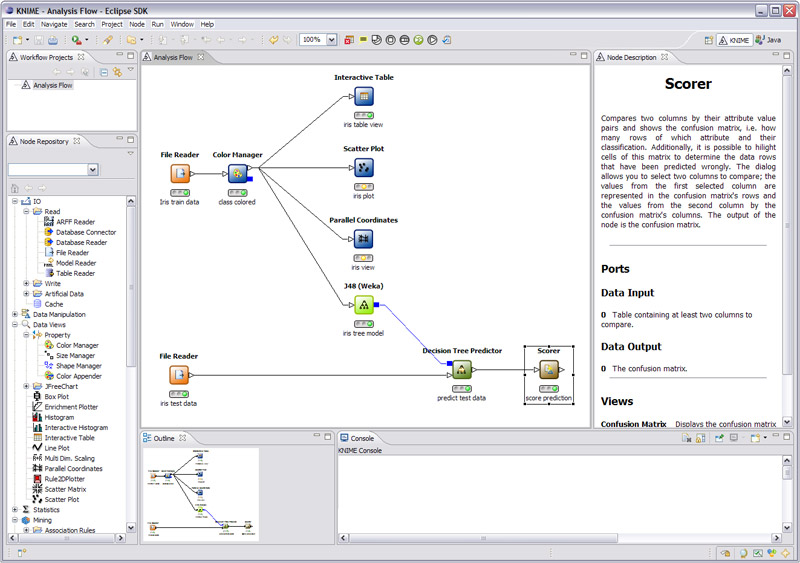 KNIME - Analysis Flow - Eclipse SDK
File Edit Navigate Search Project Node Run Window Help
100%
KNIME
Java
Workflow Projects
Analysis Flow
Node Repository
IO
Read
ARFF Reader
Database Connector
Database Reader
File Reader
Model Reader
Table Reader
Write
Artificial Data
Cache
Data Manipulation
Data Views
Property
Color Manager
Size Manager
Shape Manager
Color Appender
JFreeChart
Box Plot
Enrichment Plotter
Histogram
Interactive Histogram
Interactive Table
Line Plot
Multi Dim. Scaling
Parallel Coordinates
Rule2DPlotter
Scatter Matrix
Scatter Plot
Statistics
Mining
Association Rules
Analysis Flow
Interactive Table
iris table view
File Reader
Iris train data
Color Manager
class colored
Scatter Plot
iris plot
Parallel Coordinates
iris view
J48 (Weka)
iris tree model
File Reader
iris test data
Decision Tree Predictor
predict test data
Scorer
score prediction
Outline
Console
KNIME Console
Node Description
Scorer
Compares two columns by their attribute value
pairs and shows the confusion matrix, i.e. how
many rows of which attribute and their
classification. Additionally, it is possible to hilight
cells of this matrix to determine the data rows
that have been predicted wrongly. The dialog
allows you to select two columns to compare; the
values from the first selected column are
represented in the confusion matrix's rows and
the values from the second column by the
confusion matrix's columns. The output of the
node is the confusion matrix.
Ports
Data Input
0 Table containing at least two columns to
compare.
Data Output
0 The confusion matrix.
Views
Confusion Matrix Displays the confusion matrix